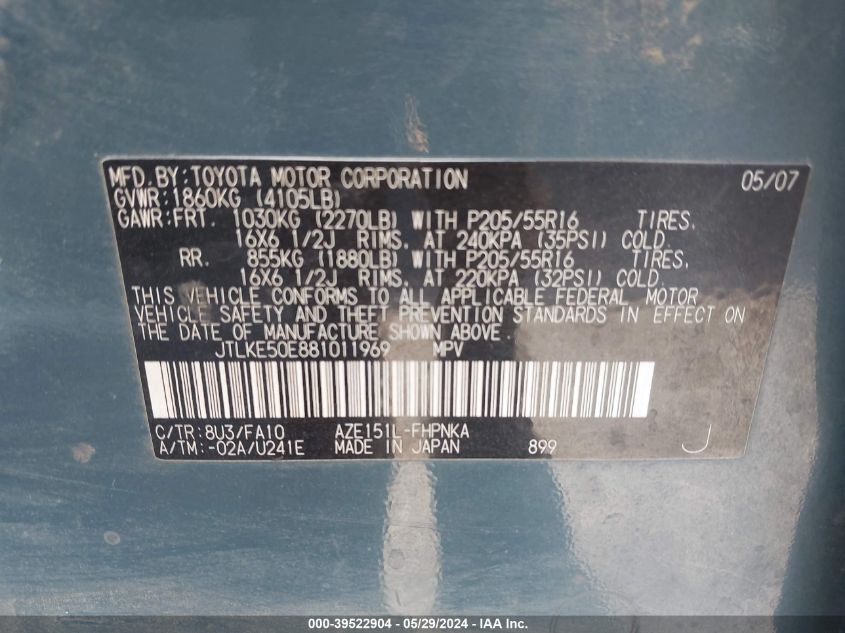 MFD. BY: TOYOTA MOTOR CORPORATION 05/07
GVWR: 1860KG (4105LB)
GAWR: FRT. 1030KG (2270LB) WITH P205/55R16 TIRES,
16X6 1/2J RIMS, AT 240KPA (35PSI) COLD.
RR. 855KG (1880LB) WITH P205/55R16 TIRES,
16X6 1/2J RIMS, AT 220KPA (32PSI) COLD.
THIS VEHICLE CONFORMS TO ALL APPLICABLE FEDERAL MOTOR
VEHICLE SAFETY AND THEFT PREVENTION STANDARDS IN EFFECT ON
THE DATE OF MANUFACTURE SHOWN ABOVE.
JTLKE50E881011969 MPV
C/TR: 8U3/FA10 AZE151L-FHPNKA
A/TM: -02A/U241E MADE IN JAPAN 899 J
000-39522904 - 05/29/2024 - IAA Inc.